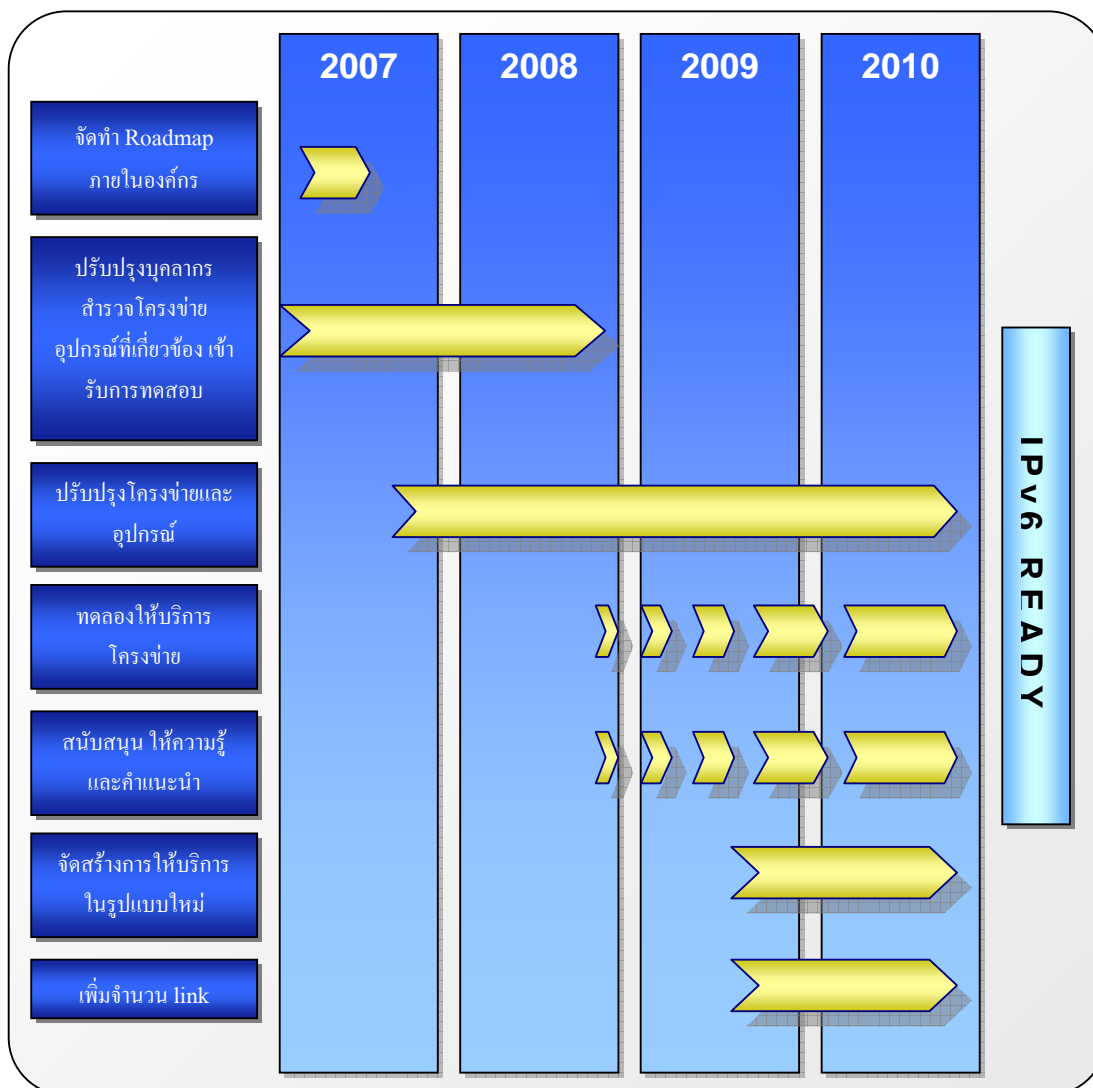 2007
2008
2009
2010
จัดทำ Roadmap
ภายในองค์กร
ปรับปรุงบุคลากร
สำรวจโครงข่าย
อุปกรณ์ที่เกี่ยวข้อง เข้า
รับการทดสอบ
ปรับปรุงโครงข่ายและ
อุปกรณ์
ทดลองให้บริการ
โครงข่าย
สนับสนุน ให้ความรู้
และคำแนะนำ
จัดสร้างการให้บริการ
ในรูปแบบใหม่
เพิ่มจำนวน link
IPv6 READY